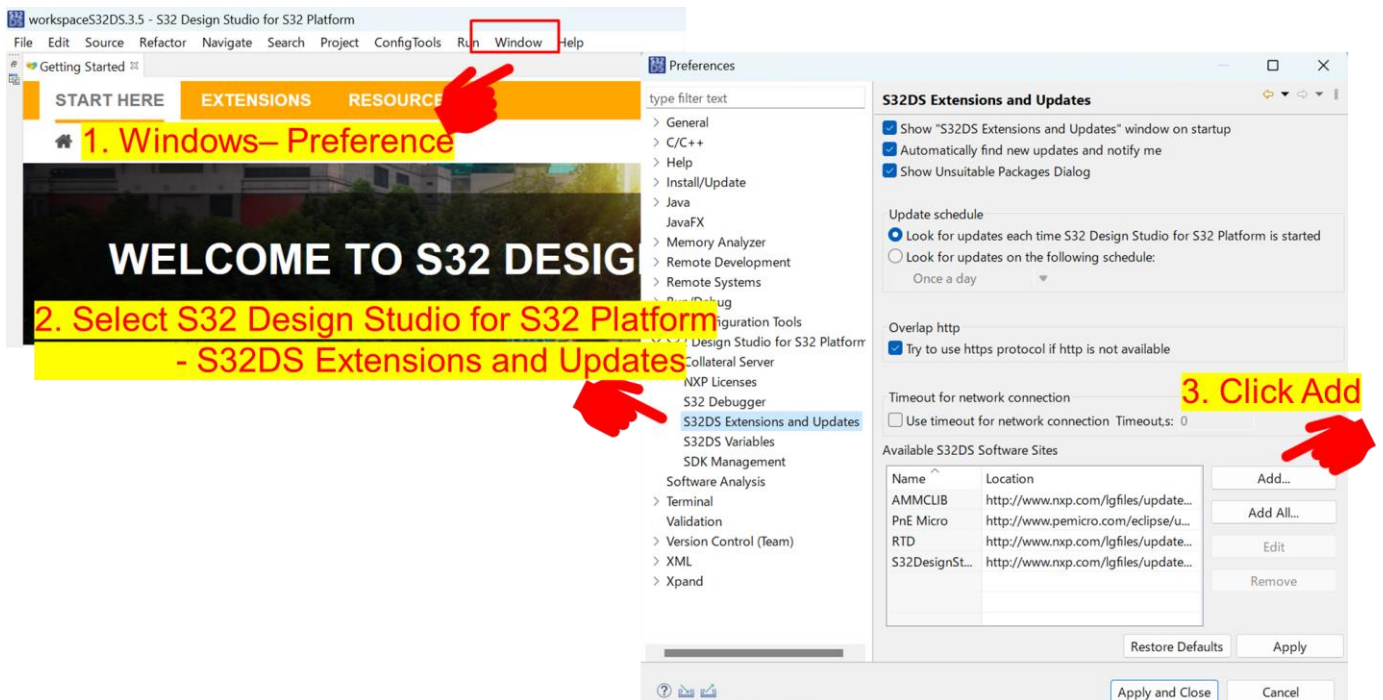 workspaceS32DS.3.5 - S32 Design Studio for S32 Platform
File Edit Source Refactor Navigate Search Project ConfigTools Run Window Help
Getting Started
START HERE EXTENSIONS
1. Windows– Preference
WELCOME TO S32
2. Select S32 Design Studio for S32 Platform
- S32DS Extensions and Updates
Preferences
type filter text
General
C/C++
Help
Install/Update
Java
JavaFX
Memory Analyzer
Remote Development
Remote Systems
Tools
Design Studio for S32 Platform
Collateral Server
NXP Licenses
S32 Debugger
S32DS Extensions and Updates
S32DS Variables
SDK Management
Software Analysis
Terminal
Validation
Version Control (Team)
XML
Xpand
S32DS Extensions and Updates
Show "S32DS Extensions and Updates" window on startup
Automatically find new updates and notify me
Show Unsuitable Packages Dialog
Update schedule
Look for updates each time S32 Design Studio for S32 Platform is started
Look for updates on the following schedule:
Once a day
Overlap http
Try to use https protocol if http is not available
Timeout for network connection
3. Click Add
Use timeout for network connection Timeout,s: 0
Available S32DS Software Sites
Name Location
AMMCLIB http://www.nxp.com/lgfiles/update...
PnE Micro http://www.pemicro.com/eclipse/u...
RTD http://www.nxp.com/lgfiles/update...
S32DesignSt... http://www.nxp.com/lgfiles/update...
Add...
Add All...
Edit
Remove
Restore Defaults Apply
Apply and Close Cancel